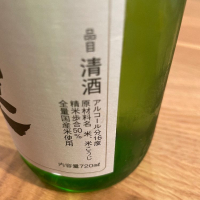 品目 清酒
アルコール分16度
原材料名 米、米こうじ
精米歩合50%
全量国産米使用
内容量720ml